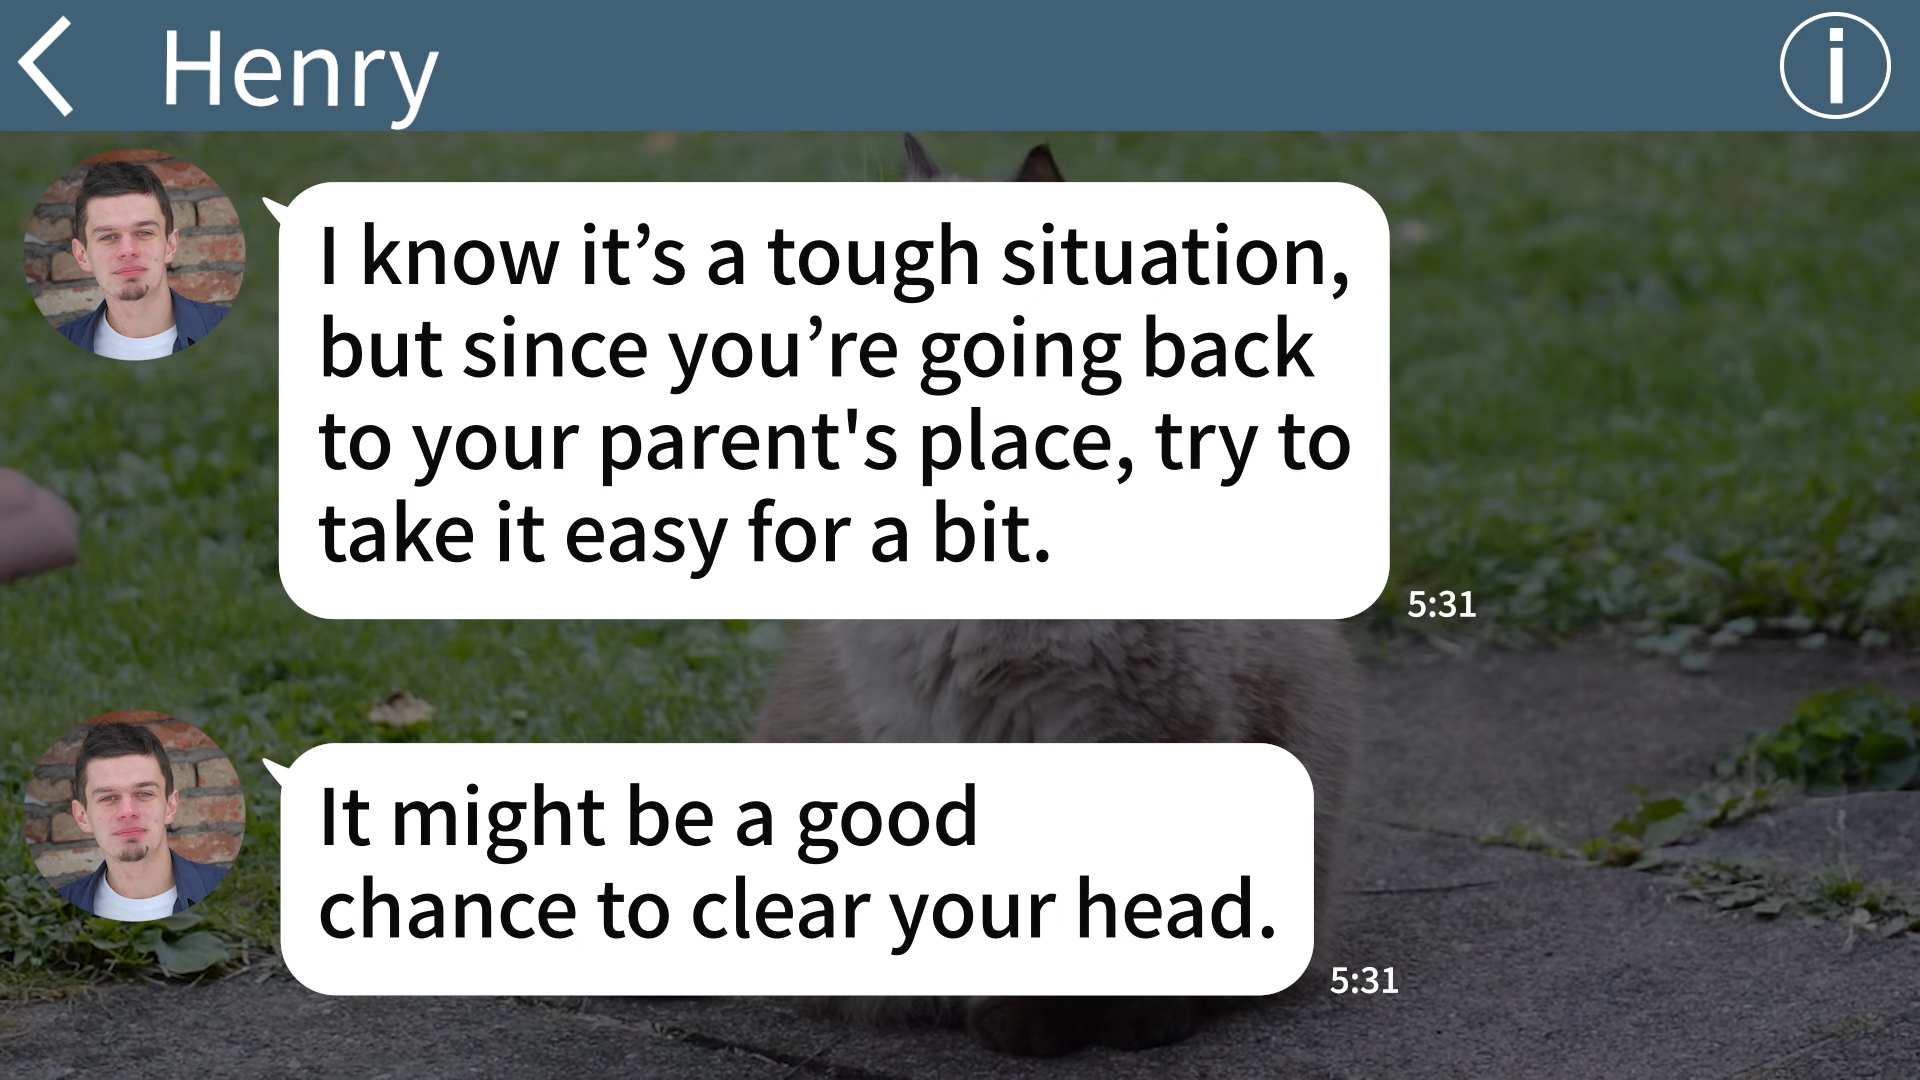 Henry
I know it’s a tough situation,
but since you’re going back
to your parent's place, try to
take it easy for a bit.
5:31
It might be a good
chance to clear your head.
5:31